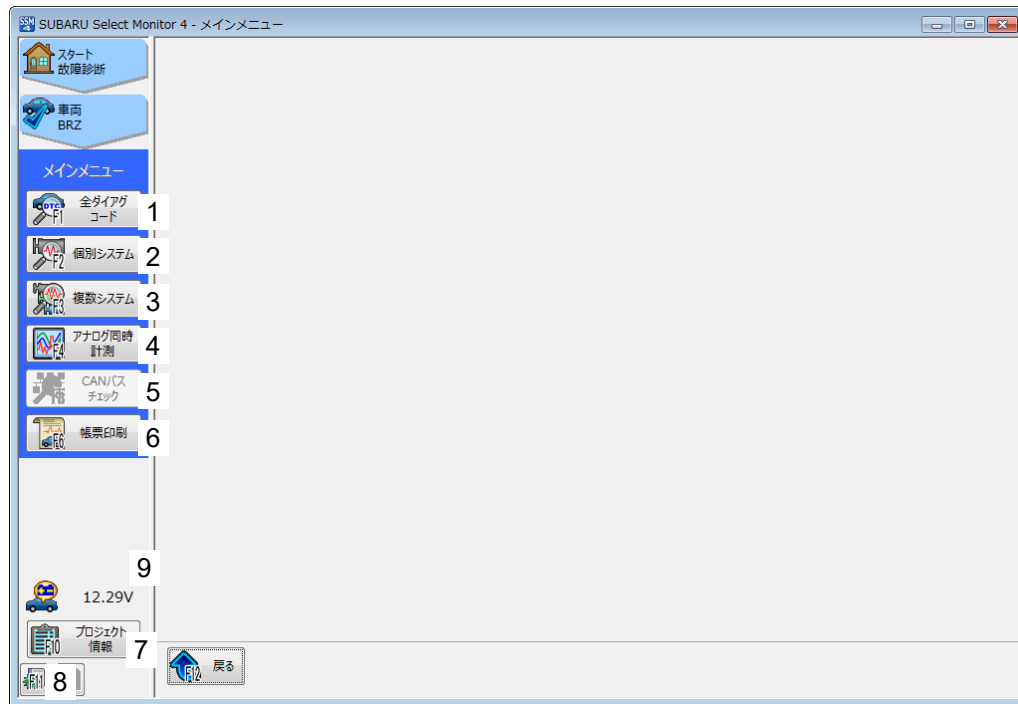 SUBARU Select Monitor 4 - メインメニュー
スタート
故障診断
車両
BRZ
メインメニュー
DTC
F1
全ダイアグ
コード
1
F2
個別システム
2
F3
複数システム
3
F4
アナログ同時
計測
4
CANバス
チェック
5
F6
帳票印刷
6
9
12.29V
F10
プロジェクト
情報
7
F11
8
F12
戻る